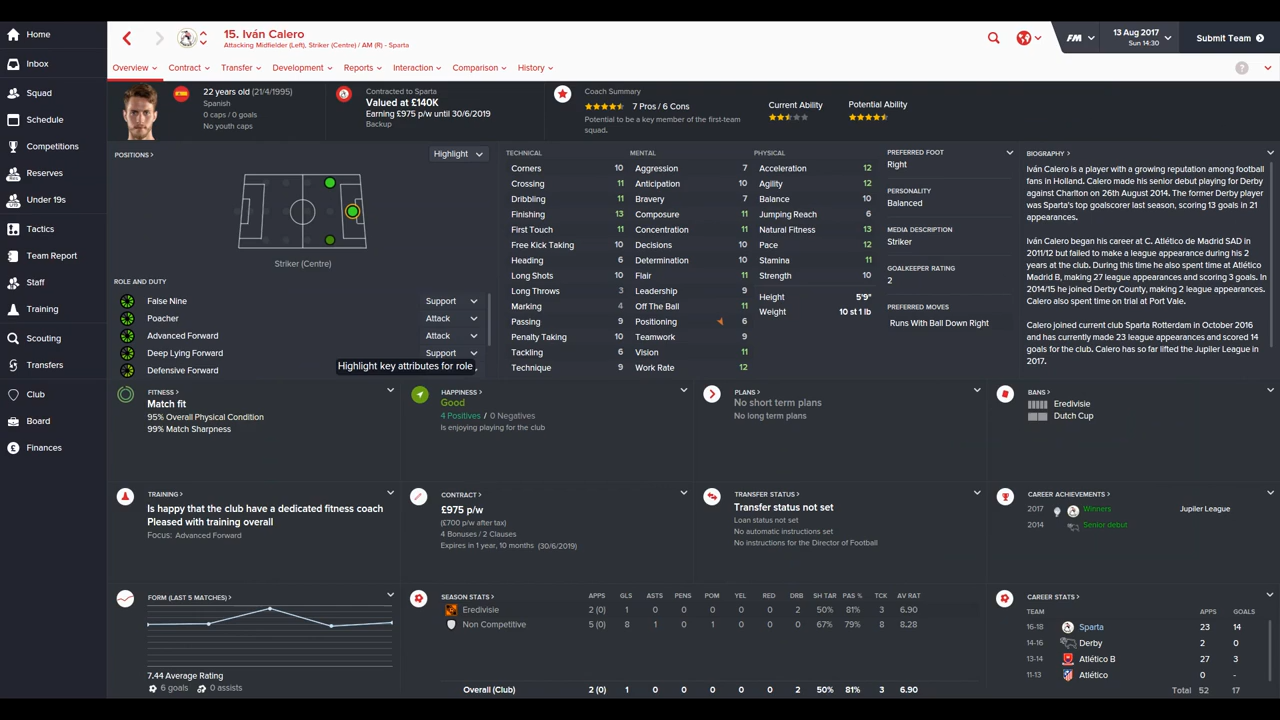 Home
Inbox
Squad
Schedule
Competitions
Reserves
Under 19s
Tactics
Team Report
Staff
Training
Scouting
Transfers
Club
Board
Finances
15. Iván Calero
Attacking Midfielder (Left), Striker (Centre) / AM (R) - Sparta
FM
13 Aug 2017
Sun 14:30
Submit Team
Overview
Contract
Transfer
Development
Reports
Interaction
Comparison
History
?
22 years old (21/4/1995)
Spanish
0 caps / 0 goals
No youth caps
Contracted to Sparta
Valued at £140K
Earning £975 p/w until 30/6/2019
Backup
Coach Summary
7 Pros / 6 Cons
Potential to be a key member of the first-team
squad.
Current Ability
Potential Ability
POSITIONS >
Highlight
Striker (Centre)
ROLE AND DUTY
False Nine Support
Poacher Attack
Advanced Forward Attack
Deep Lying Forward Support
Defensive Forward
Highlight key attributes for role
TECHNICAL
Corners 10
Crossing 11
Dribbling 11
Finishing 13
First Touch 11
Free Kick Taking 10
Heading 6
Long Shots 10
Long Throws 3
Marking 4
Passing 9
Penalty Taking 10
Tackling 6
Technique 9
MENTAL
Aggression 7
Anticipation 10
Bravery 7
Composure 11
Concentration 11
Decisions 10
Determination 10
Flair 11
Leadership 9
Off The Ball 11
Positioning 6
Teamwork 9
Vision 11
Work Rate 12
PHYSICAL
Acceleration 12
Agility 12
Balance 10
Jumping Reach 6
Natural Fitness 13
Pace 12
Stamina 11
Strength 10
Height 5'9"
Weight 10 st 1 lb
PREFERRED FOOT
Right
PERSONALITY
Balanced
MEDIA DESCRIPTION
Striker
GOALKEEPER RATING
2
PREFERRED MOVES
Runs With Ball Down Right
BIOGRAPHY >
Iván Calero is a player with a growing reputation among football
fans in Holland. Calero made his senior debut playing for Derby
against Charlton on 26th August 2014. The former Derby player
was Sparta's top goalscorer last season, scoring 13 goals in 21
appearances.
Iván Calero began his career at C. Atlético de Madrid SAD in
2011/12 but failed to make a league appearance during his 2
years at the club. During this time he also spent time at Atlético
Madrid B, making 27 league appearances and scoring 3 goals. In
2014/15 he joined Derby County, making 2 league appearances.
Calero also spent time on trial at Port Vale.
Calero joined current club Sparta Rotterdam in October 2016
and has currently made 23 league appearances and scored 14
goals for the club. Calero has so far lifted the Jupiler League in
2017.
FITNESS >
Match fit
95% Overall Physical Condition
99% Match Sharpness
HAPPINESS >
Good
4 Positives / 0 Negatives
Is enjoying playing for the club
PLANS >
No short term plans
No long term plans
BANS >
Eredivisie
Dutch Cup
TRAINING >
Is happy that the club have a dedicated fitness coach
Pleased with training overall
Focus: Advanced Forward
CONTRACT >
£975 p/w
(£700 p/w after tax)
4 Bonuses / 2 Clauses
Expires in 1 year, 10 months (30/6/2019)
TRANSFER STATUS >
Transfer status not set
Loan status not set
No automatic instructions set
No instructions for the Director of Football
CAREER ACHIEVEMENTS >
2017 Winners Jupiler League
2014 Senior debut
FORM (LAST 5 MATCHES) >
7.44 Average Rating
6 goals 0 assists
SEASON STATS > APPS GLS ASTS PENS POM YEL RED DRB SH TAR PAS % TCK AV RAT
Eredivisie 2 (0) 1 0 0 0 0 0 2 50% 81% 3 6.90
Non Competitive 5 (0) 8 1 0 1 0 0 2 67% 79% 8 8.28
Overall (Club) 2 (0) 1 0 0 0 0 0 2 50% 81% 3 6.90
CAREER STATS >
TEAM APPS GOALS
16-18 Sparta 23 14
14-16 Derby 2 0
13-14 Atlético B 27 3
11-13 Atlético 0 -
Total 52 17